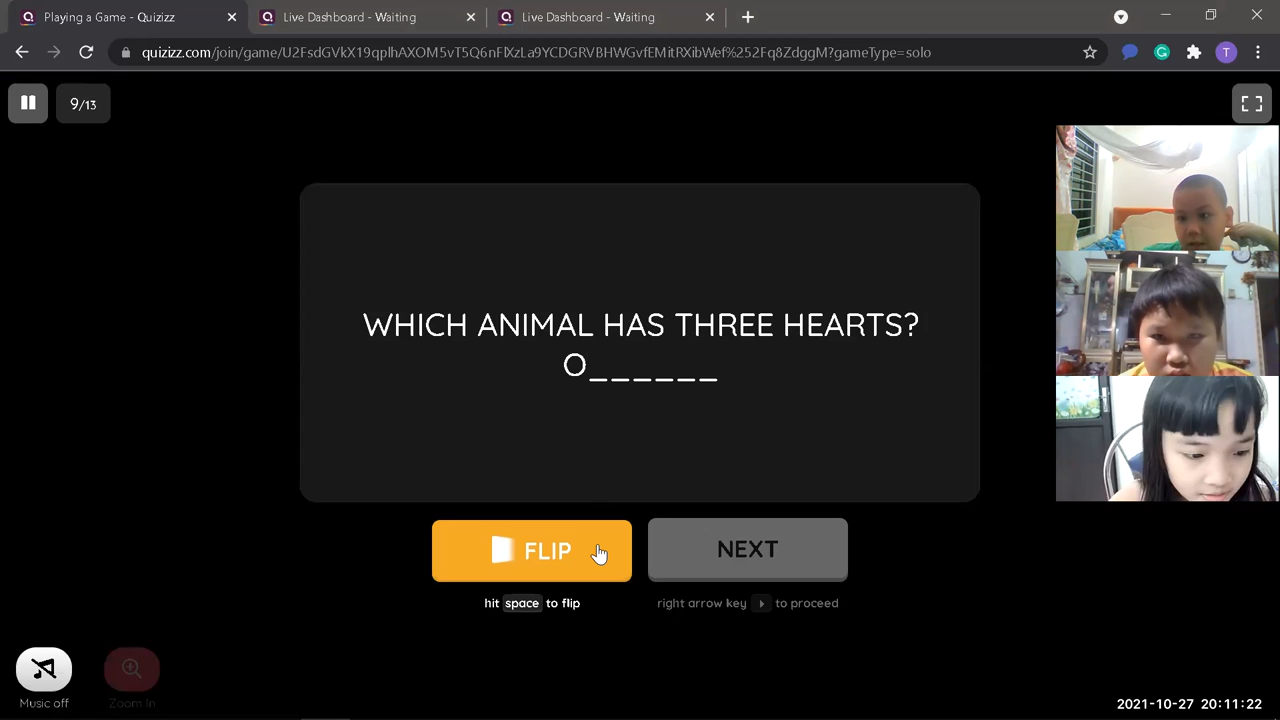 Playing a Game - Quizizz
Live Dashboard - Waiting
Live Dashboard - Waiting
quizizz.com/join/game/U2FsdGVkX19qplhAXOM5vT5Q6nFlXzLa9YCDGRVBHWGvfEMitRXibWef%252Fq8ZdggM?gameType=solo
T
9/13
WHICH ANIMAL HAS THREE HEARTS?
O______
FLIP
NEXT
hit space to flip
right arrow key to proceed
Music off
Zoom In
2021-10-27 20:11:22